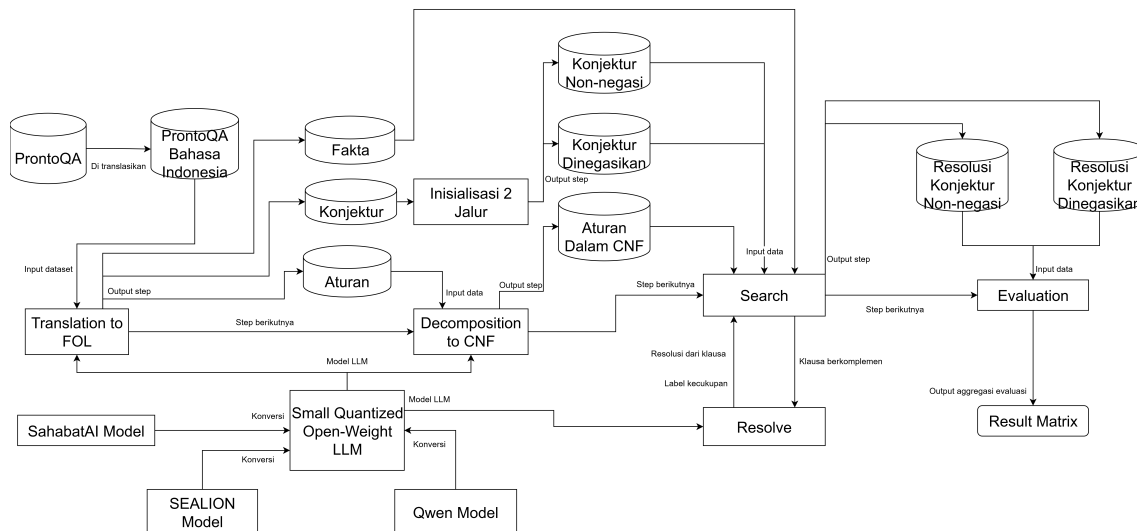 ProntoQA
Di translasikan
ProntoQA
Bahasa
Indonesia
Input dataset
Fakta
Konjektur
Aturan
Output step
Inisialisasi 2
Jalur
Output step
Konjektur
Non-negasi
Konjektur
Dinegasikan
Aturan
Dalam CNF
Input data
Output step
Input data
Translation to
FOL
Step berikutnya
Decomposition
to CNF
Step berikutnya
Search
Output step
Step berikutnya
Resolusi
Konjektur
Non-negasi
Resolusi
Konjektur
Dinegasikan
Input data
Evaluation
Output aggregasi evaluasi
Result Matrix
Resolusi dari klausa
Label kecukupan
Klausa berkomplemen
Resolve
Model LLM
Model LLM
Small Quantized
Open-Weight
LLM
Konversi
Konversi
Konversi
SahabatAI Model
SEALION
Model
Qwen Model